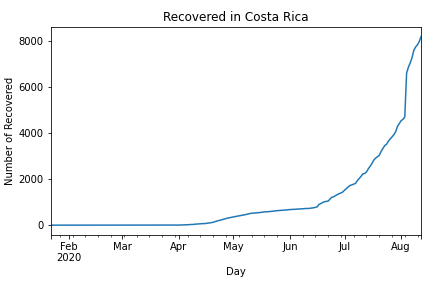 Recovered in Costa Rica
8000
6000
4000
2000
0
Number of Recovered
Feb Mar Apr May Jun Jul Aug
2020
Day